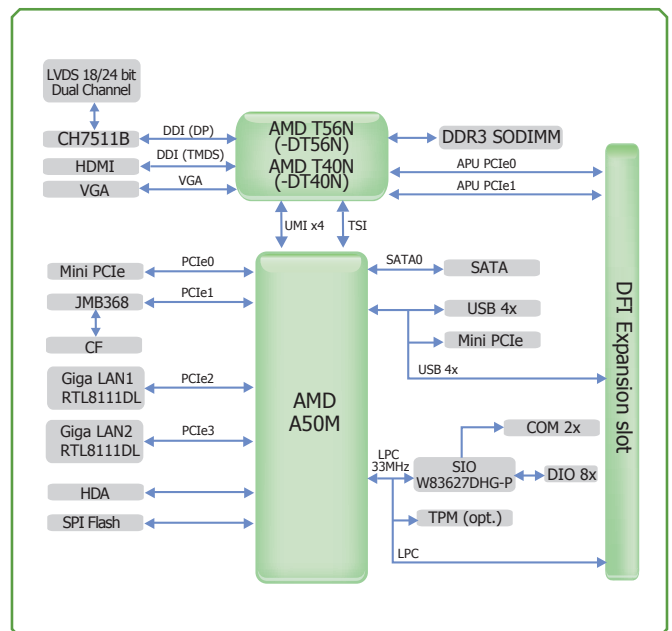 LVDS 18/24 bit
Dual Channel
CH7511B
DDI (DP)
HDMI
DDI (TMDS)
VGA
VGA
AMD T56N
(-DT56N)
AMD T40N
(-DT40N)
DDR3 SODIMM
APU PCIe0
APU PCIe1
UMI x4
TSI
Mini PCIe
PCIe0
JMB368
PCIe1
CF
Giga LAN1
RTL8111DL
PCIe2
Giga LAN2
RTL8111DL
PCIe3
HDA
SPI Flash
AMD
A50M
SATA0
SATA
USB 4x
Mini PCIe
USB 4x
COM 2x
LPC
33MHz
SIO
W83627DHG-P
DIO 8x
TPM (opt.)
LPC
DFI Expansion slot